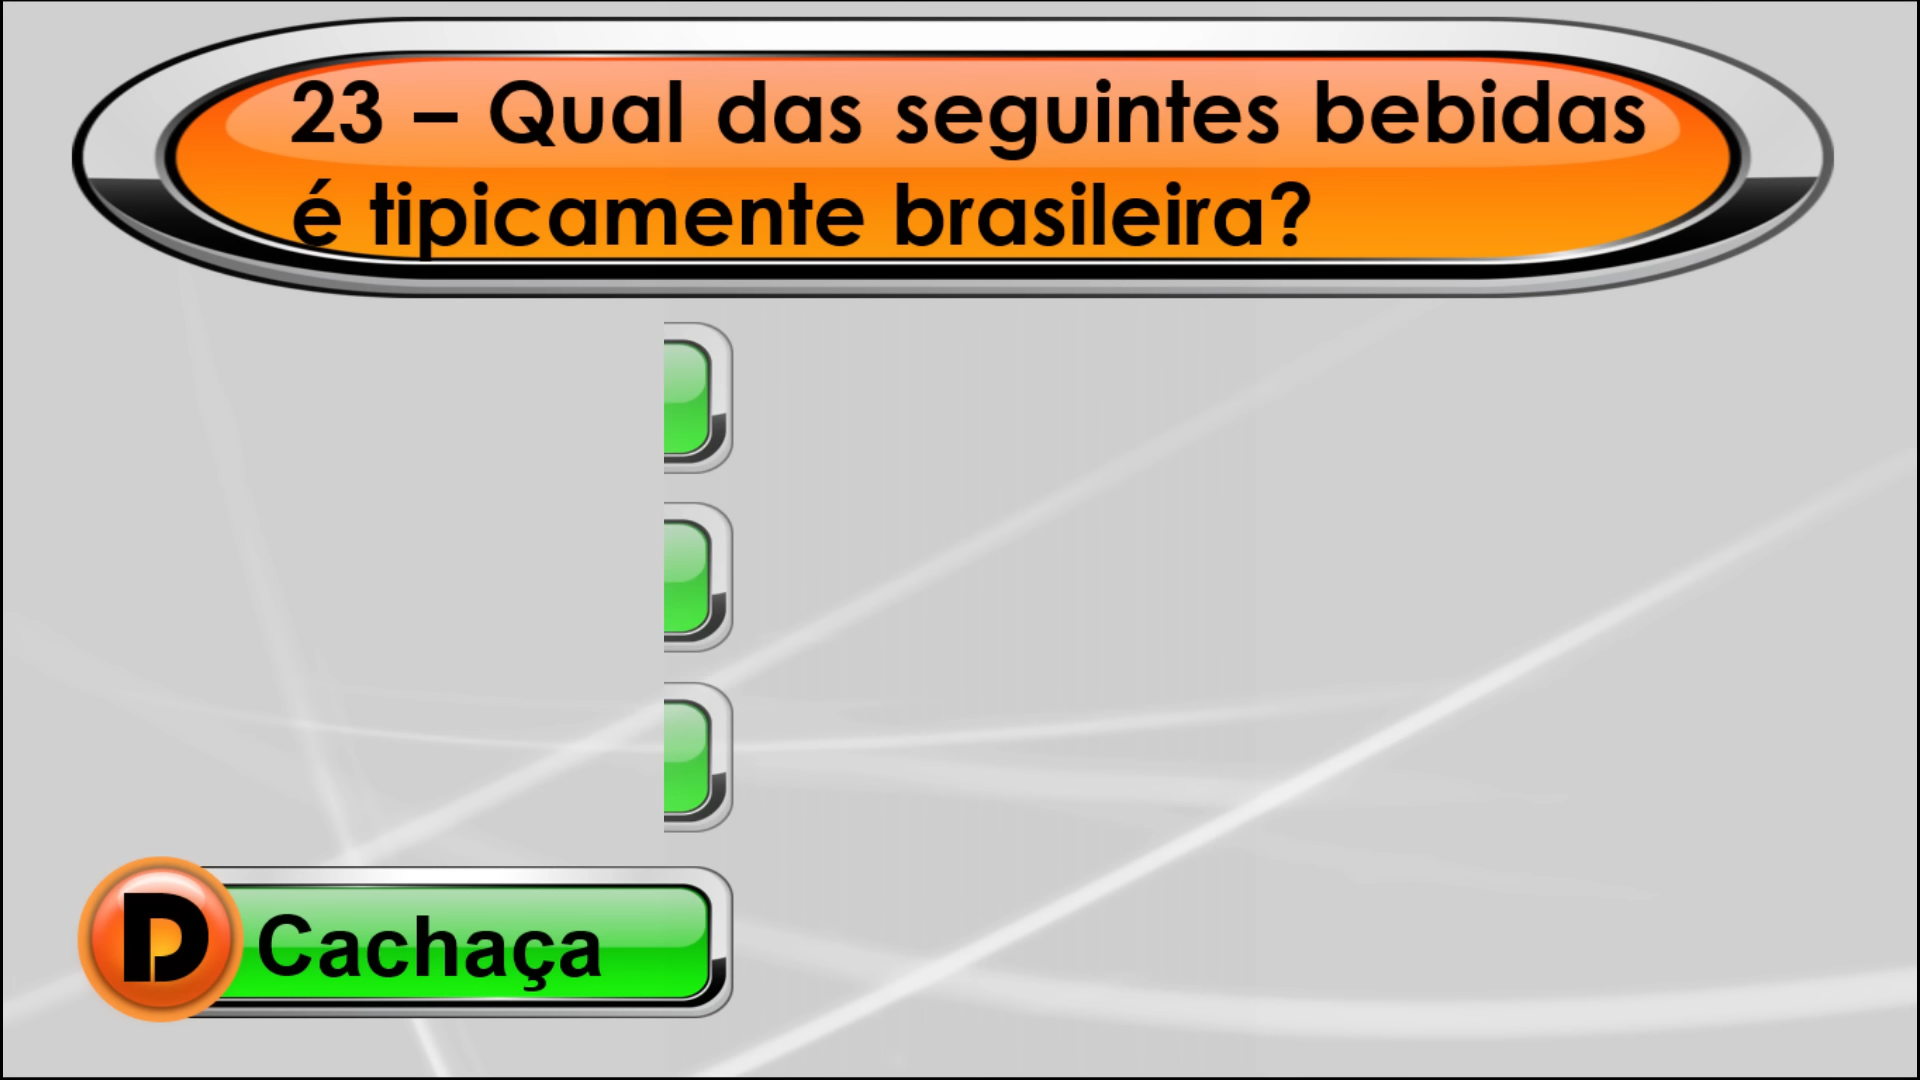 23 – Qual das seguintes bebidas
é tipicamente brasileira?
D Cachaça